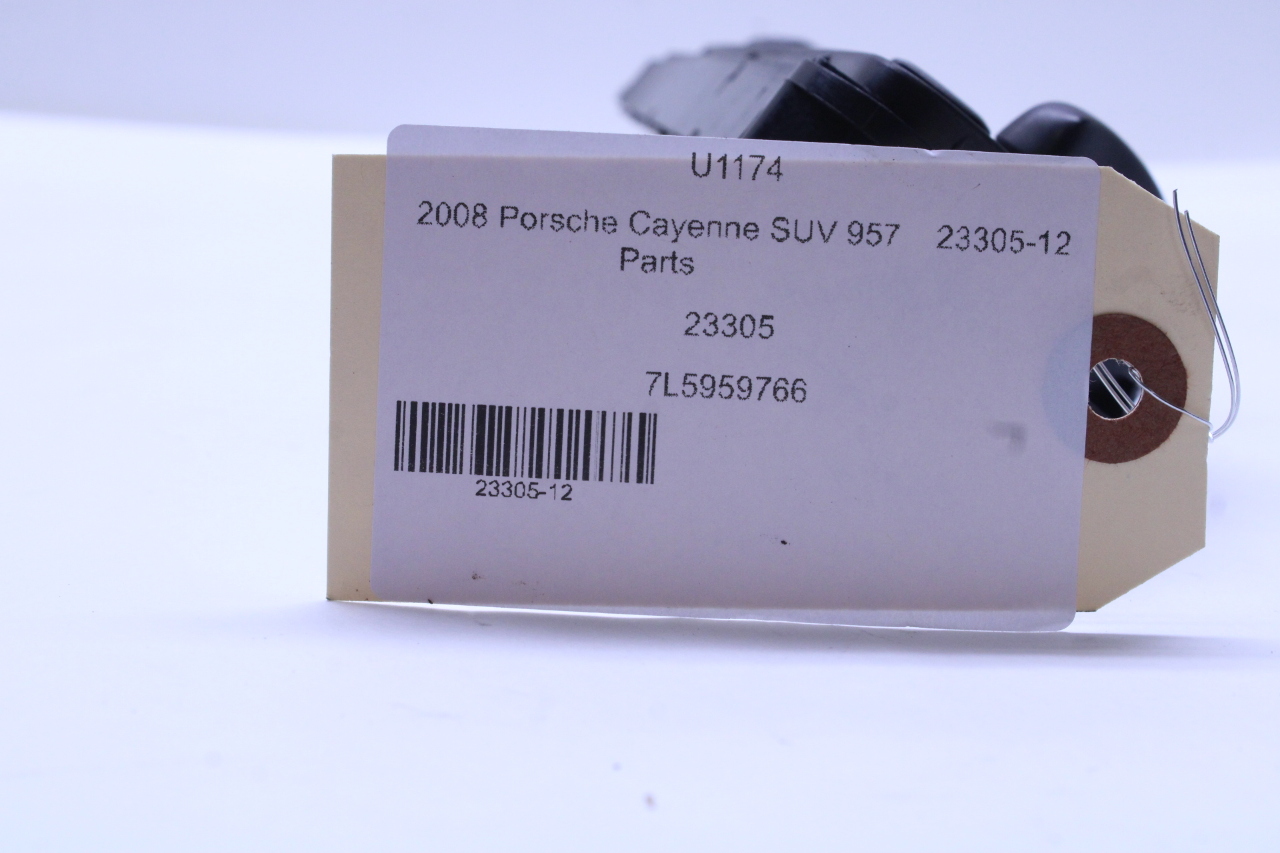 U1174
2008 Porsche Cayenne SUV 957 23305-12
Parts
23305
7L5959766
23305-12